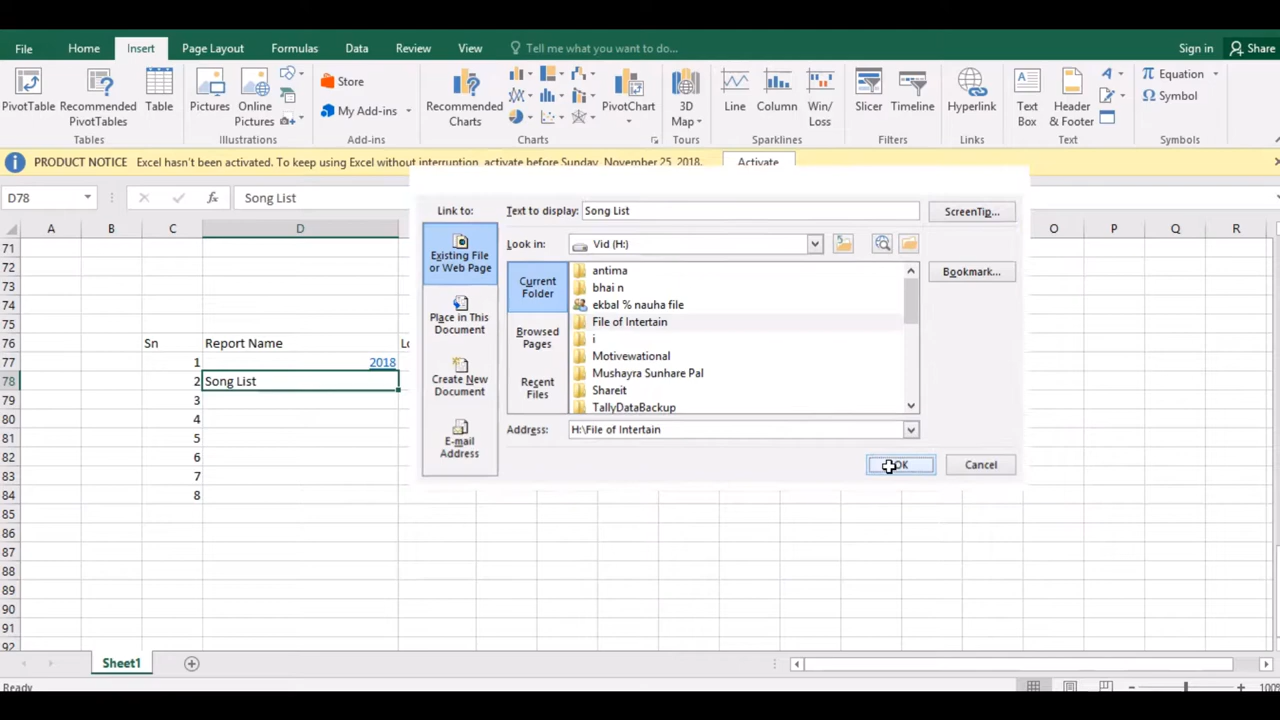 File Home Insert Page Layout Formulas Data Review View Tell me what you want to do... Sign in Share
PivotTable Recommended PivotTables Table Pictures Online Pictures Store My Add-ins Recommended Charts PivotChart 3D Map Line Column Win/Loss Slicer Timeline Hyperlink Text Box Header & Footer Equation Symbol
Tables Illustrations Add-ins Charts Tours Sparklines Filters Links Text Symbols
PRODUCT NOTICE Excel hasn't been activated. To keep using Excel without interruption, activate before Sunday, November 25, 2018. Activate
D78 fx Song List
A B C D O P Q R
71
72
73
74
75
76 Sn Report Name
77 1 2018
78 2 Song List
79 3
80 4
81 5
82 6
83 7
84 8
85
86
87
88
89
90
91
92
Link to: Text to display: Song List ScreenTip...
Existing File or Web Page
Look in: Vid (H:)
Bookmark...
Current Folder
antima
bhai n
ekbal % nauha file
File of Intertain
i
Motivewational
Mushayra Sunhare Pal
Shareit
TallyDataBackup
Place in This Document
Browsed Pages
Create New Document
Recent Files
E-mail Address
Address: H:\File of Intertain
OK Cancel
Sheet1
Ready 100%